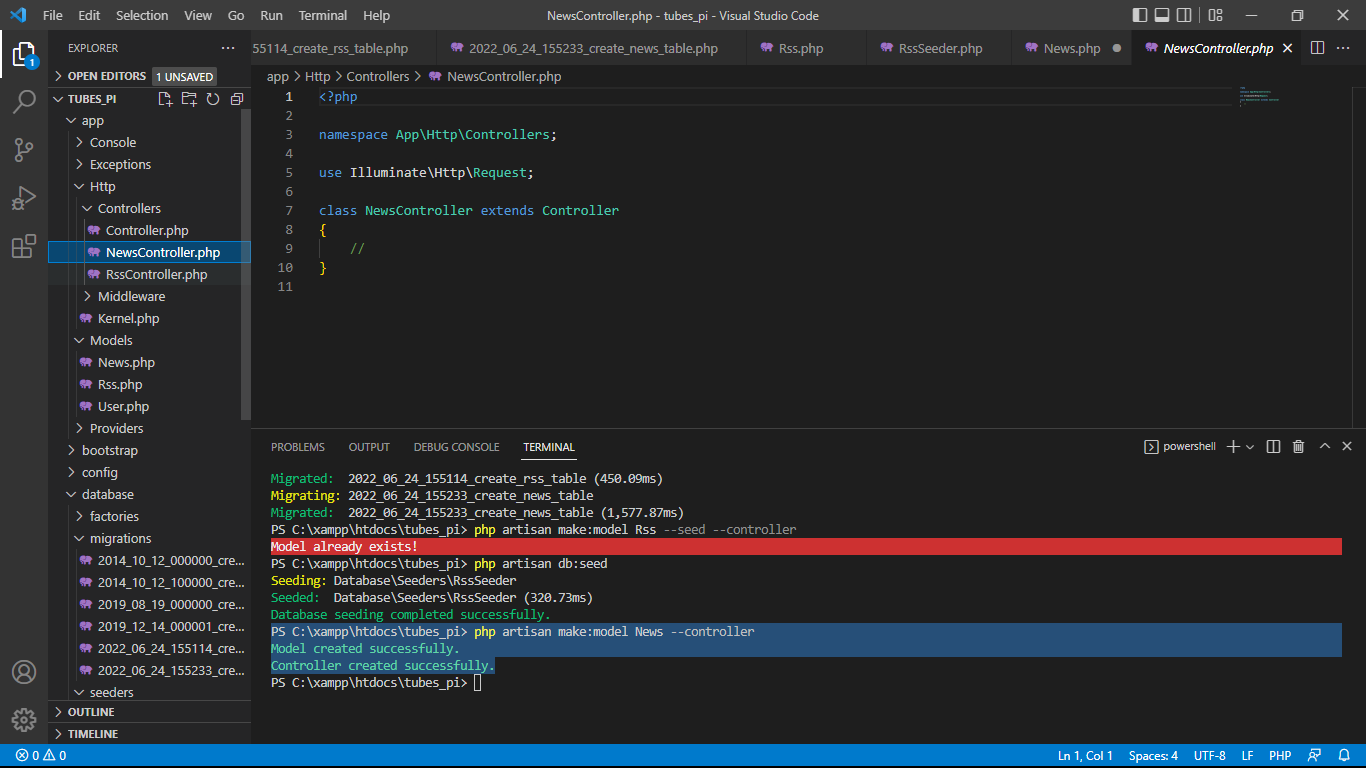 File Edit Selection View Go Run Terminal Help
NewsController.php - tubes_pi - Visual Studio Code
EXPLORER
OPEN EDITORS 1 UNSAVED
TUBES_PI
app
Console
Exceptions
Http
Controllers
Controller.php
NewsController.php
RssController.php
Middleware
Kernel.php
Models
News.php
Rss.php
User.php
Providers
bootstrap
config
database
factories
migrations
2014_10_12_000000_cre...
2014_10_12_100000_cre...
2019_08_19_000000_cre...
2019_12_14_000001_cre...
2022_06_24_155114_cre...
2022_06_24_155233_cre...
seeders
OUTLINE
TIMELINE
1
55114_create_rss_table.php 2022_06_24_155233_create_news_table.php Rss.php RssSeeder.php News.php NewsController.php
app > Http > Controllers > NewsController.php
1 <?php
2
3 namespace App\Http\Controllers;
4
5 use Illuminate\Http\Request;
6
7 class NewsController extends Controller
8 {
9 //
10 }
11
PROBLEMS OUTPUT DEBUG CONSOLE TERMINAL powershell
Migrated: 2022_06_24_155114_create_rss_table (450.09ms)
Migrating: 2022_06_24_155233_create_news_table
Migrated: 2022_06_24_155233_create_news_table (1,577.87ms)
PS C:\xampp\htdocs\tubes_pi> php artisan make:model Rss --seed --controller
Model already exists!
PS C:\xampp\htdocs\tubes_pi> php artisan db:seed
Seeding: Database\Seeders\RssSeeder
Seeded: Database\Seeders\RssSeeder (320.73ms)
Database seeding completed successfully.
PS C:\xampp\htdocs\tubes_pi> php artisan make:model News --controller
Model created successfully.
Controller created successfully.
PS C:\xampp\htdocs\tubes_pi>
0 0 Ln 1, Col 1 Spaces: 4 UTF-8 LF PHP